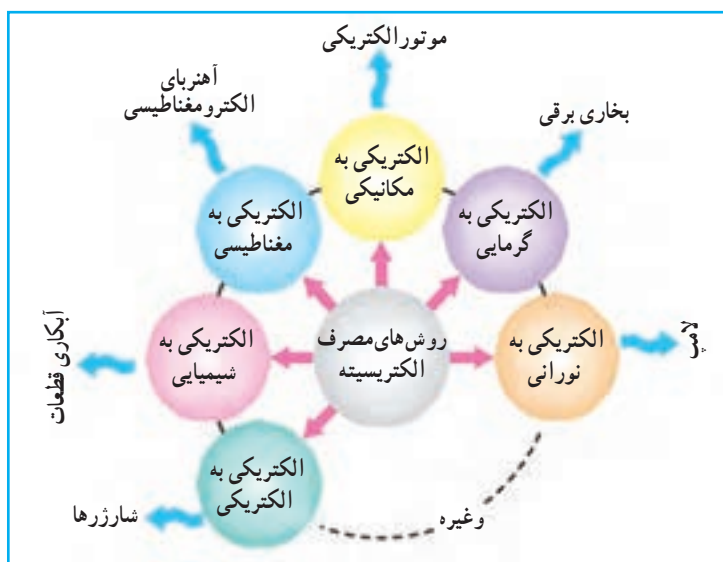 موتور الکتریکی
آهنربای
الکترومغناطیسی
بخاری برقی
الکتریکی به
مکانیکی
الکتریکی به
مغناطیسی
الکتریکی به
گرمایی
آبکاری قطعات
الکتریکی به
شیمیایی
روش‌های مصرف
الکتریسیته
الکتریکی به
نورانی
لامپ
الکتریکی به
الکتریکی
شارژرها
وغیره